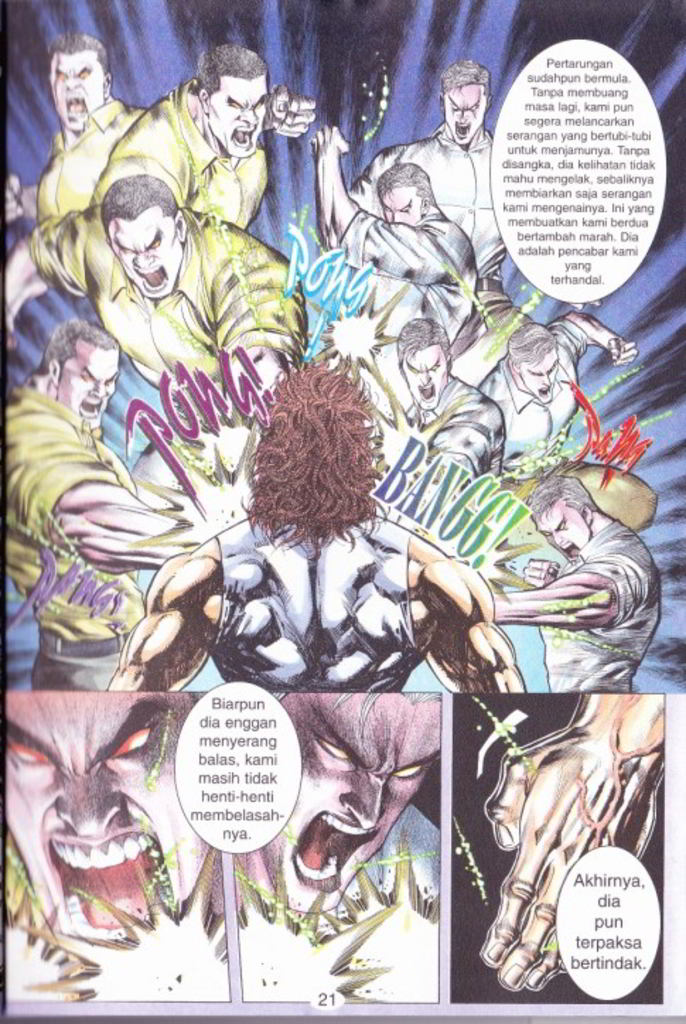 Pertarungan
sudahpun bermula.
Tanpa membuang
masa lagi, kami pun
segera melancarkan
serangan yang bertubi-tubi
untuk menjamunya. Tanpa
disangka, dia kelihatan tidak
mengelak, sebaliknya
membiarkan saja serangan
kami mengenainya. Ini yang
membuatkan kami berdua
bertambah marah. Dia
adalah pencabar kami
yang
terhandal.
PONG!
PONG!
PANG
BANGG!
PANG!
Biarpun
dia enggan
menyerang
balas, kami
masih tidak
henti-henti
membelasah-
nya.
Akhirnya,
dia
pun
terpaksa
bertindak.
21